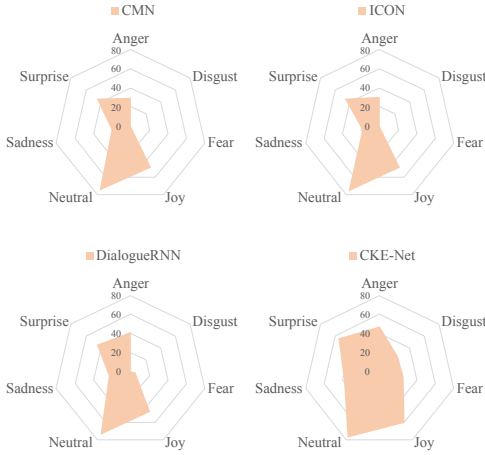 CMN
Anger
80
60
40
20
0
Surprise
Disgust
Sadness
Fear
Neutral
Joy
ICON
Anger
80
60
40
20
0
Surprise
Disgust
Sadness
Fear
Neutral
Joy
DialogueRNN
Anger
80
60
40
20
0
Surprise
Disgust
Sadness
Fear
Neutral
Joy
CKE-Net
Anger
80
60
40
20
0
Surprise
Disgust
Sadness
Fear
Neutral
Joy